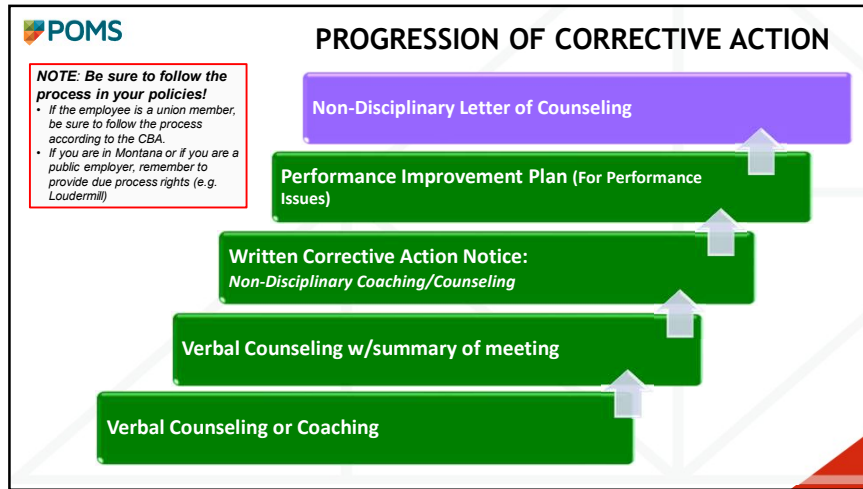 POMS
PROGRESSION OF CORRECTIVE ACTION
NOTE: Be sure to follow the
process in your policies!
• If the employee is a union member,
be sure to follow the process
according to the CBA.
• If you are in Montana or if you are a
public employer, remember to
provide due process rights (e.g.
Loudermill)
Non-Disciplinary Letter of Counseling
Performance Improvement Plan (For Performance
Issues)
Written Corrective Action Notice:
Non-Disciplinary Coaching/Counseling
Verbal Counseling w/summary of meeting
Verbal Counseling or Coaching